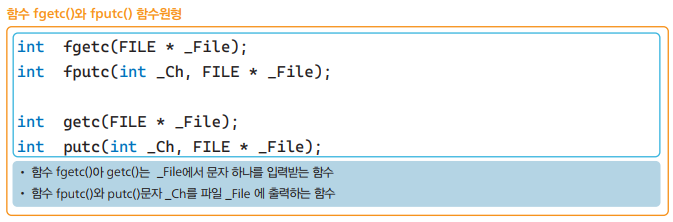 함수 fgetc()와 fputc() 함수원형
int fgetc(FILE * _File);
int fputc(int _Ch, FILE * _File);
int getc(FILE * _File);
int putc(int _Ch, FILE * _File);
• 함수 fgetc()아 getc()는 _File에서 문자 하나를 입력받는 함수
• 함수 fputc()와 putc()문자 _Ch를 파일 _File 에 출력하는 함수